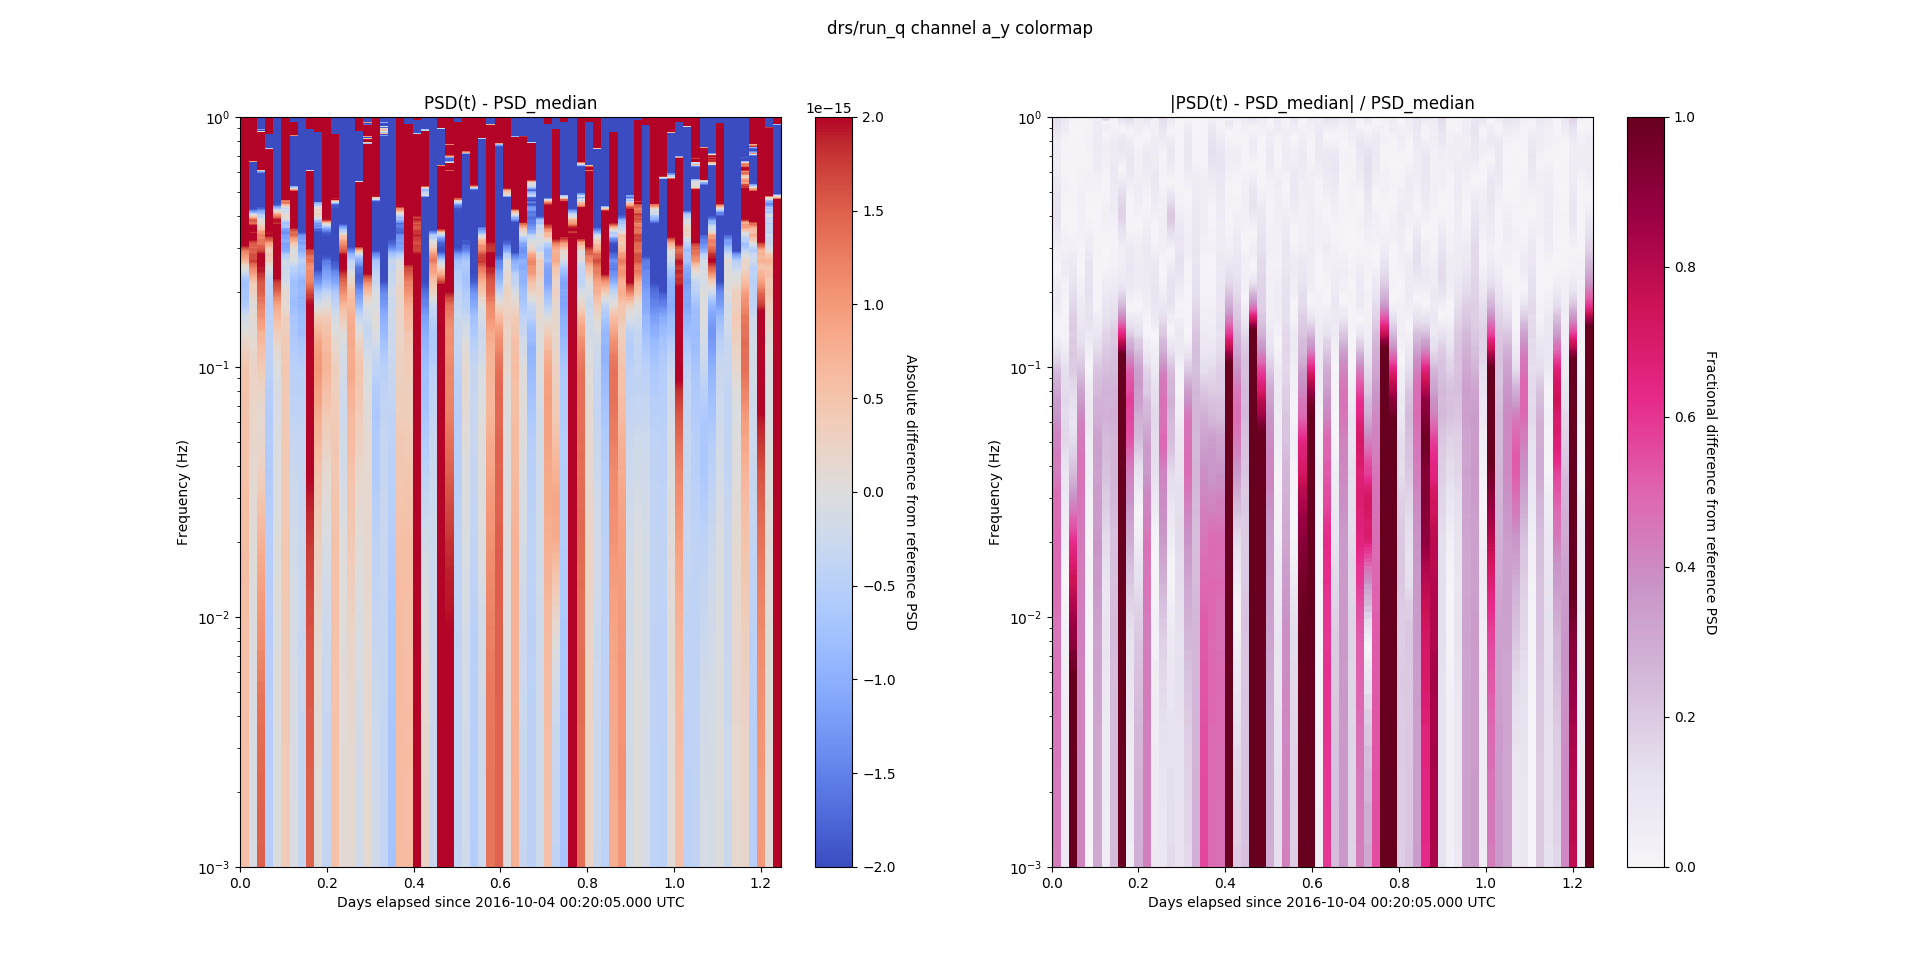 drs/run_q channel a_y colormap
PSD(t) - PSD_median
1e−15
10^0
10^{-1}
10^{-2}
10^{-3}
Frequency (Hz)
0.0 0.2 0.4 0.6 0.8 1.0 1.2
Days elapsed since 2016-10-04 00:20:05.000 UTC
2.0
1.5
1.0
0.5
0.0
−0.5
−1.0
−1.5
−2.0
Absolute difference from reference PSD
|PSD(t) - PSD_median| / PSD_median
10^0
10^{-1}
10^{-2}
10^{-3}
Frequency (Hz)
0.0 0.2 0.4 0.6 0.8 1.0 1.2
Days elapsed since 2016-10-04 00:20:05.000 UTC
1.0
0.8
0.6
0.4
0.2
0.0
Fractional difference from reference PSD